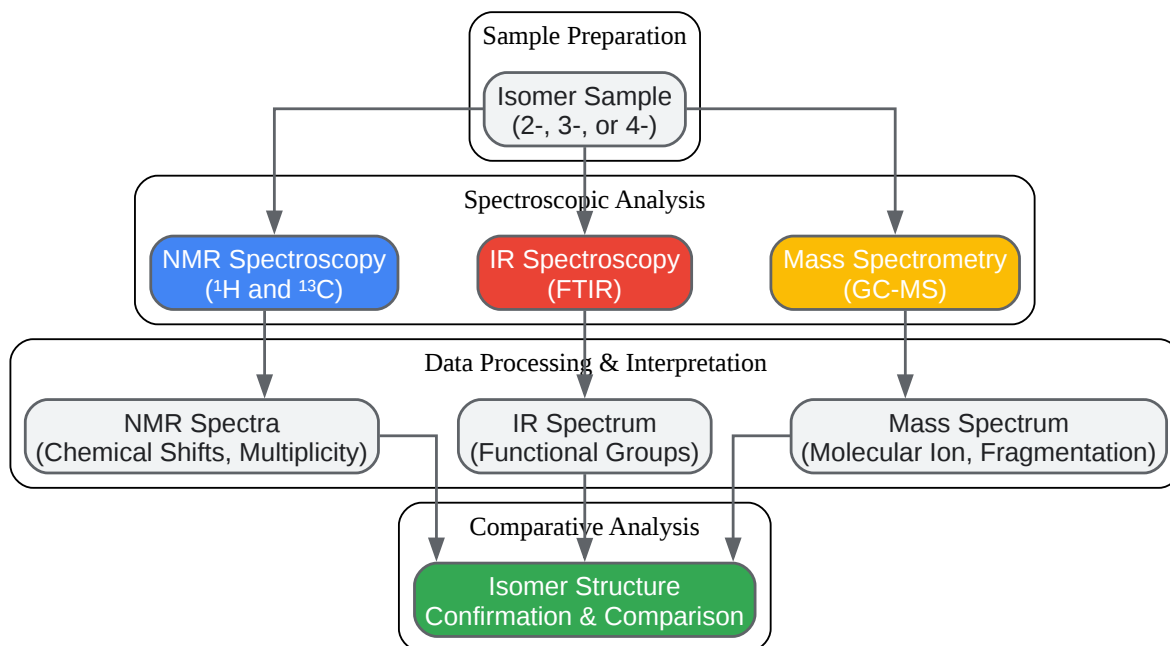 Sample Preparation
Isomer Sample
(2-, 3-, or 4-)
Spectroscopic Analysis
NMR Spectroscopy
(¹H and ¹³C)
IR Spectroscopy
(FTIR)
Mass Spectrometry
(GC-MS)
Data Processing & Interpretation
NMR Spectra
(Chemical Shifts, Multiplicity)
IR Spectrum
(Functional Groups)
Mass Spectrum
(Molecular Ion, Fragmentation)
Comparative Analysis
Isomer Structure
Confirmation & Comparison